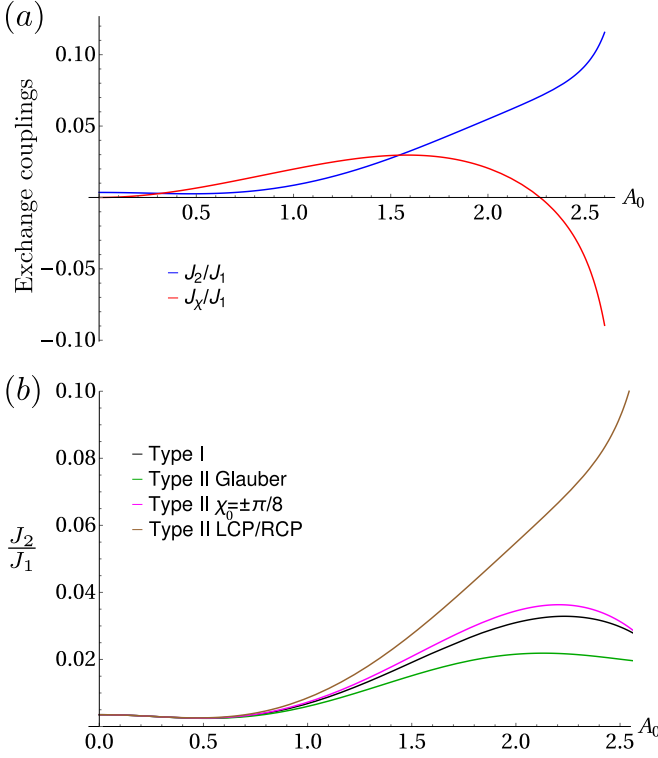 (a)
0.10
0.05
0.5 1.0 1.6 2.0 2.5 A₀
Exchange couplings
−0.05
J₂/J₁
Jχ/J₁
−0.10
(b)
0.10
0.08
Type I
Type II Glauber
Type II χ₀=±π/8
Type II LCP/RCP
0.06
J₂/J₁
0.04
0.02
0.0 0.5 1.0 1.5 2.0 2.5 A₀